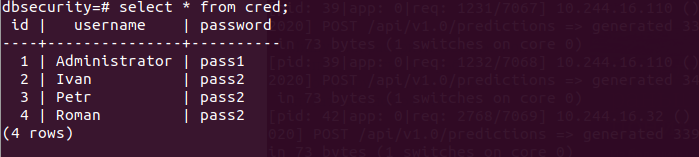 dbsecurity=# select * from cred;
 id |   username    | password
----+---------------+----------
  1 | Administrator | pass1
  2 | Ivan          | pass2
  3 | Petr          | pass2
  4 | Roman         | pass2
(4 rows)